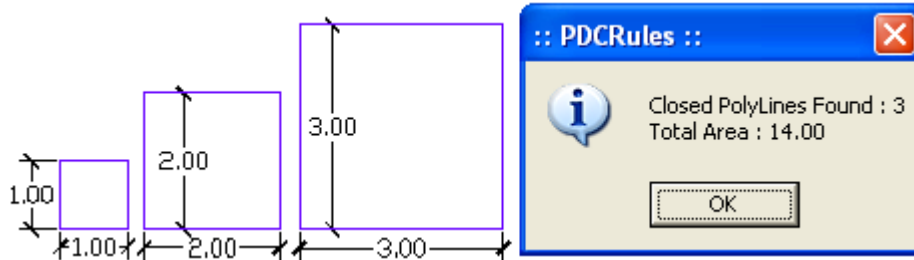 1.00
1.00
2.00
2.00
3.00
3.00
:: PDCRules ::
Closed PolyLines Found : 3
Total Area : 14.00
OK